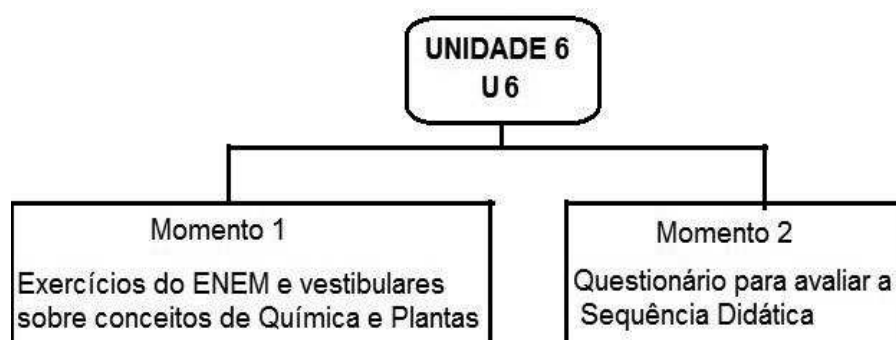 UNIDADE 6
U 6
Momento 1
Exercícios do ENEM e vestibulares
sobre conceitos de Química e Plantas
Momento 2
Questionário para avaliar a
Sequência Didática